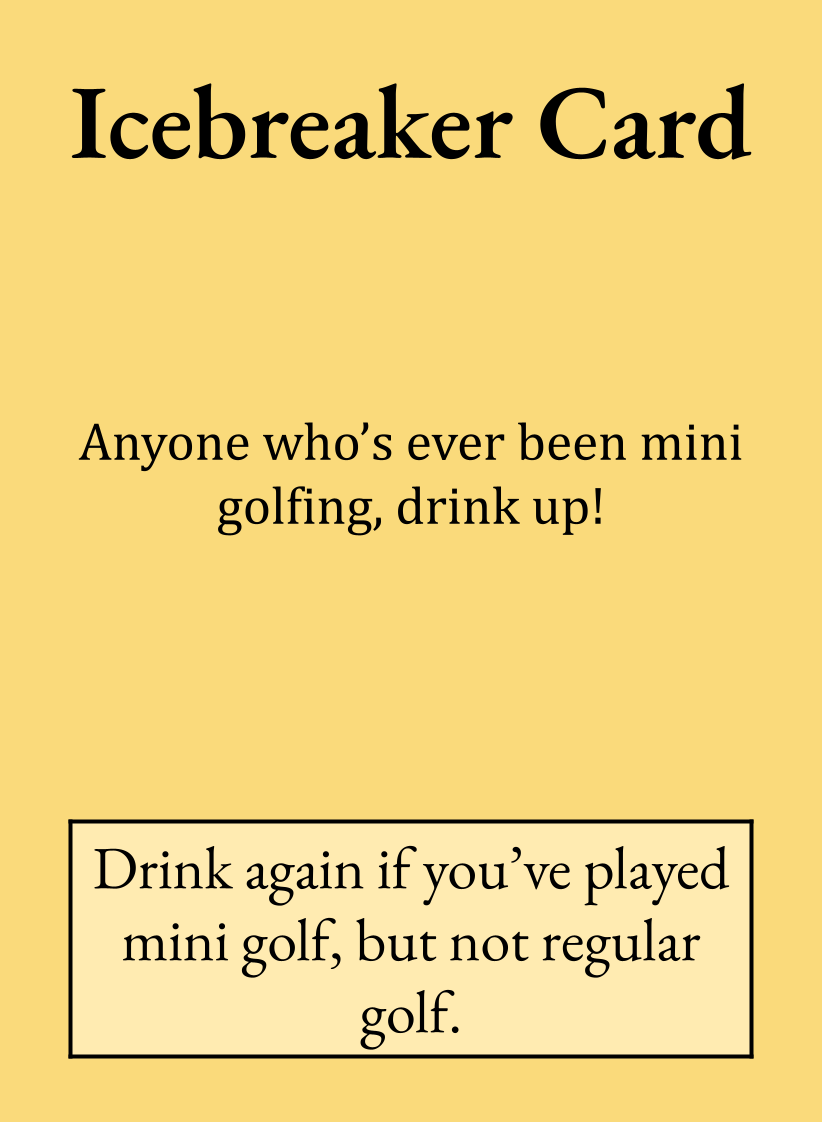 Icebreaker Card
Anyone who’s ever been mini
golfing, drink up!
Drink again if you’ve played
mini golf, but not regular
golf.